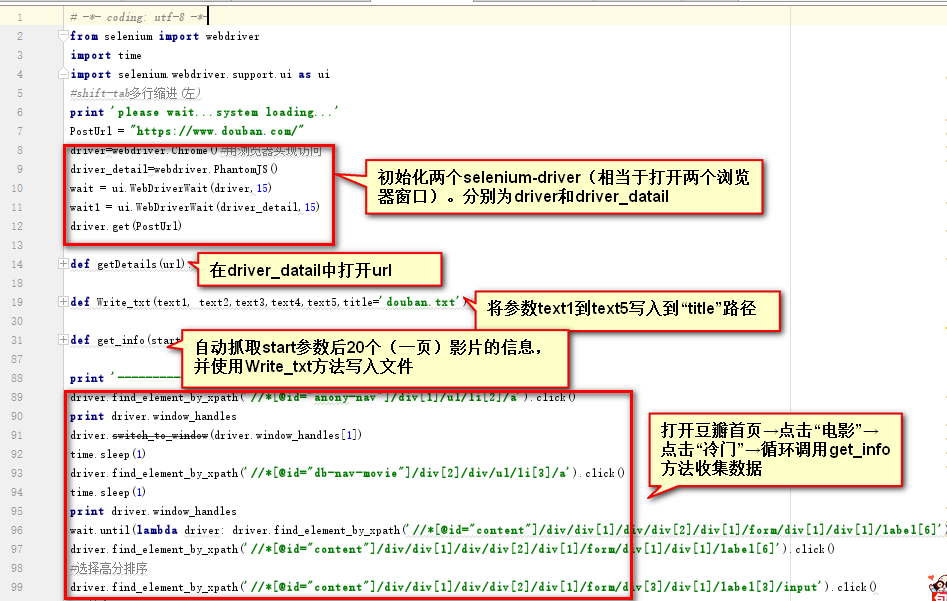 1 # -*- coding: utf-8 -*-
2 from selenium import webdriver
3 import time
4 import selenium.webdriver.support.ui as ui
5 #shift-tab多行缩进(左)
6 print 'please wait...system loading...'
7 PostUrl = "https://www.douban.com/"
8 driver=webdriver.Chrome() #用浏览器实现访问
9 driver_detail=webdriver.PhantomJS()
10 wait = ui.WebDriverWait(driver,15)
11 wait1 = ui.WebDriverWait(driver_detail,15)
12 driver.get(PostUrl)
初始化两个selenium-driver（相当于打开两个浏览
器窗口）。分别为driver和driver_datail
13
14 def getDetails(url):
在driver_datail中打开url
18
19 def Write_txt(text1, text2,text3,text4,text5,title='douban.txt')
将参数text1到text5写入到“title”路径
30
31 def get_info(start
自动抓取start参数后20个（一页）影片的信息，
并使用Write_txt方法写入文件
87
88 print '----------
89 driver.find_element_by_xpath('//*[@id="anony-nav"]/div[1]/ul/li[2]/a').click()
90 print driver.window_handles
91 driver.switch_to_window(driver.window_handles[1])
92 time.sleep(1)
93 driver.find_element_by_xpath('//*[@id="db-nav-movie"]/div[2]/div/ul/li[3]/a').click()
94 time.sleep(1)
95 print driver.window_handles
打开豆瓣首页→点击“电影”→
点击“冷门”→循环调用get_info
方法收集数据
96 wait.until(lambda driver: driver.find_element_by_xpath('//*[@id="content"]/div/div[1]/div/div[2]/div[1]/form/div[1]/div[1]/label[6]')
97 driver.find_element_by_xpath('//*[@id="content"]/div/div[1]/div/div[2]/div[1]/form/div[1]/div[1]/label[6]').click()
98 #选择高分排序
99 driver.find_element_by_xpath('//*[@id="content"]/div/div[1]/div/div[2]/div[1]/form/div[3]/div[1]/label[3]/input').click()